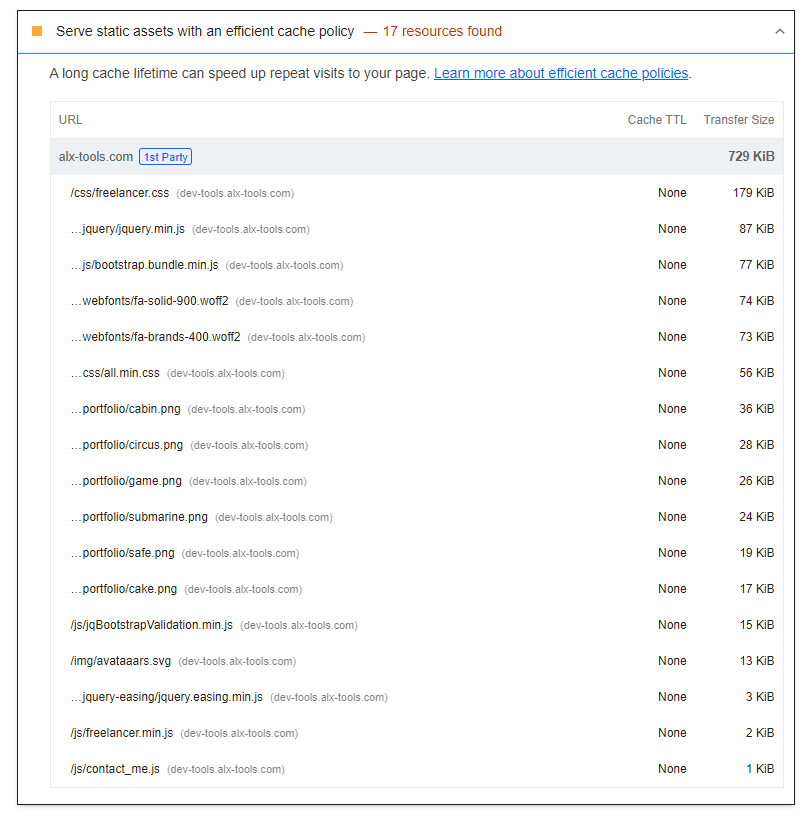 Serve static assets with an efficient cache policy — 17 resources found
A long cache lifetime can speed up repeat visits to your page. Learn more about efficient cache policies.
URL Cache TTL Transfer Size
alx-tools.com 1st Party 729 KiB
/css/freelancer.css (dev-tools.alx-tools.com) None 179 KiB
…jquery/jquery.min.js (dev-tools.alx-tools.com) None 87 KiB
…js/bootstrap.bundle.min.js (dev-tools.alx-tools.com) None 77 KiB
…webfonts/fa-solid-900.woff2 (dev-tools.alx-tools.com) None 74 KiB
…webfonts/fa-brands-400.woff2 (dev-tools.alx-tools.com) None 73 KiB
…css/all.min.css (dev-tools.alx-tools.com) None 56 KiB
…portfolio/cabin.png (dev-tools.alx-tools.com) None 36 KiB
…portfolio/circus.png (dev-tools.alx-tools.com) None 28 KiB
…portfolio/game.png (dev-tools.alx-tools.com) None 26 KiB
…portfolio/submarine.png (dev-tools.alx-tools.com) None 24 KiB
…portfolio/safe.png (dev-tools.alx-tools.com) None 19 KiB
…portfolio/cake.png (dev-tools.alx-tools.com) None 17 KiB
/js/jqBootstrapValidation.min.js (dev-tools.alx-tools.com) None 15 KiB
/img/avataaars.svg (dev-tools.alx-tools.com) None 13 KiB
…jquery-easing/jquery.easing.min.js (dev-tools.alx-tools.com) None 3 KiB
/js/freelancer.min.js (dev-tools.alx-tools.com) None 2 KiB
/js/contact_me.js (dev-tools.alx-tools.com) None 1 KiB